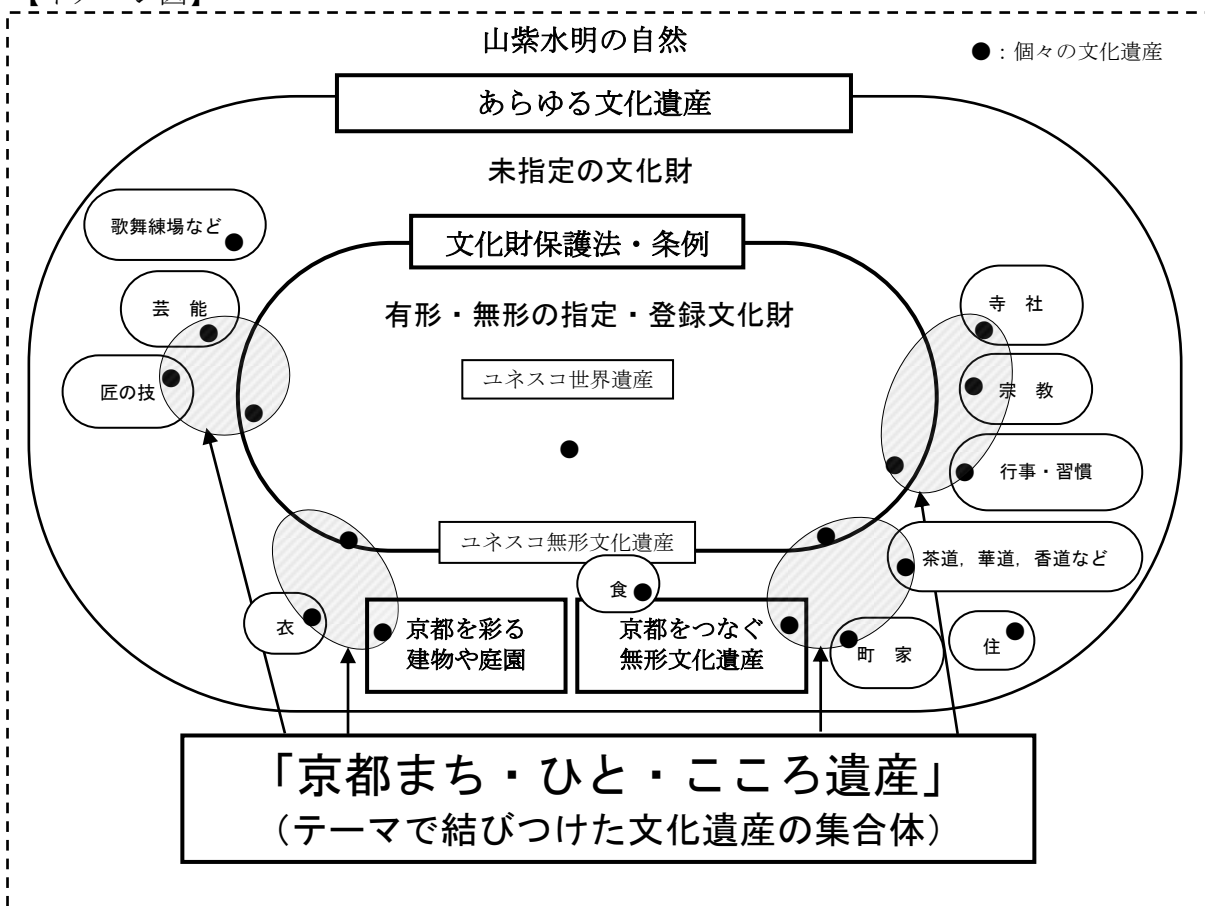 山紫水明の自然
●：個々の文化遺産
あらゆる文化遺産
未指定の文化財
歌舞練場など
文化財保護法・条例
芸　能
有形・無形の指定・登録文化財
寺　社
匠の技
ユネスコ世界遺産
宗　教
行事・習慣
ユネスコ無形文化遺産
茶道，華道，香道など
食
衣
京都を彩る
建物や庭園
京都をつなぐ
無形文化遺産
町　家
住
「京都まち・ひと・こころ遺産」
（テーマで結びつけた文化遺産の集合体）